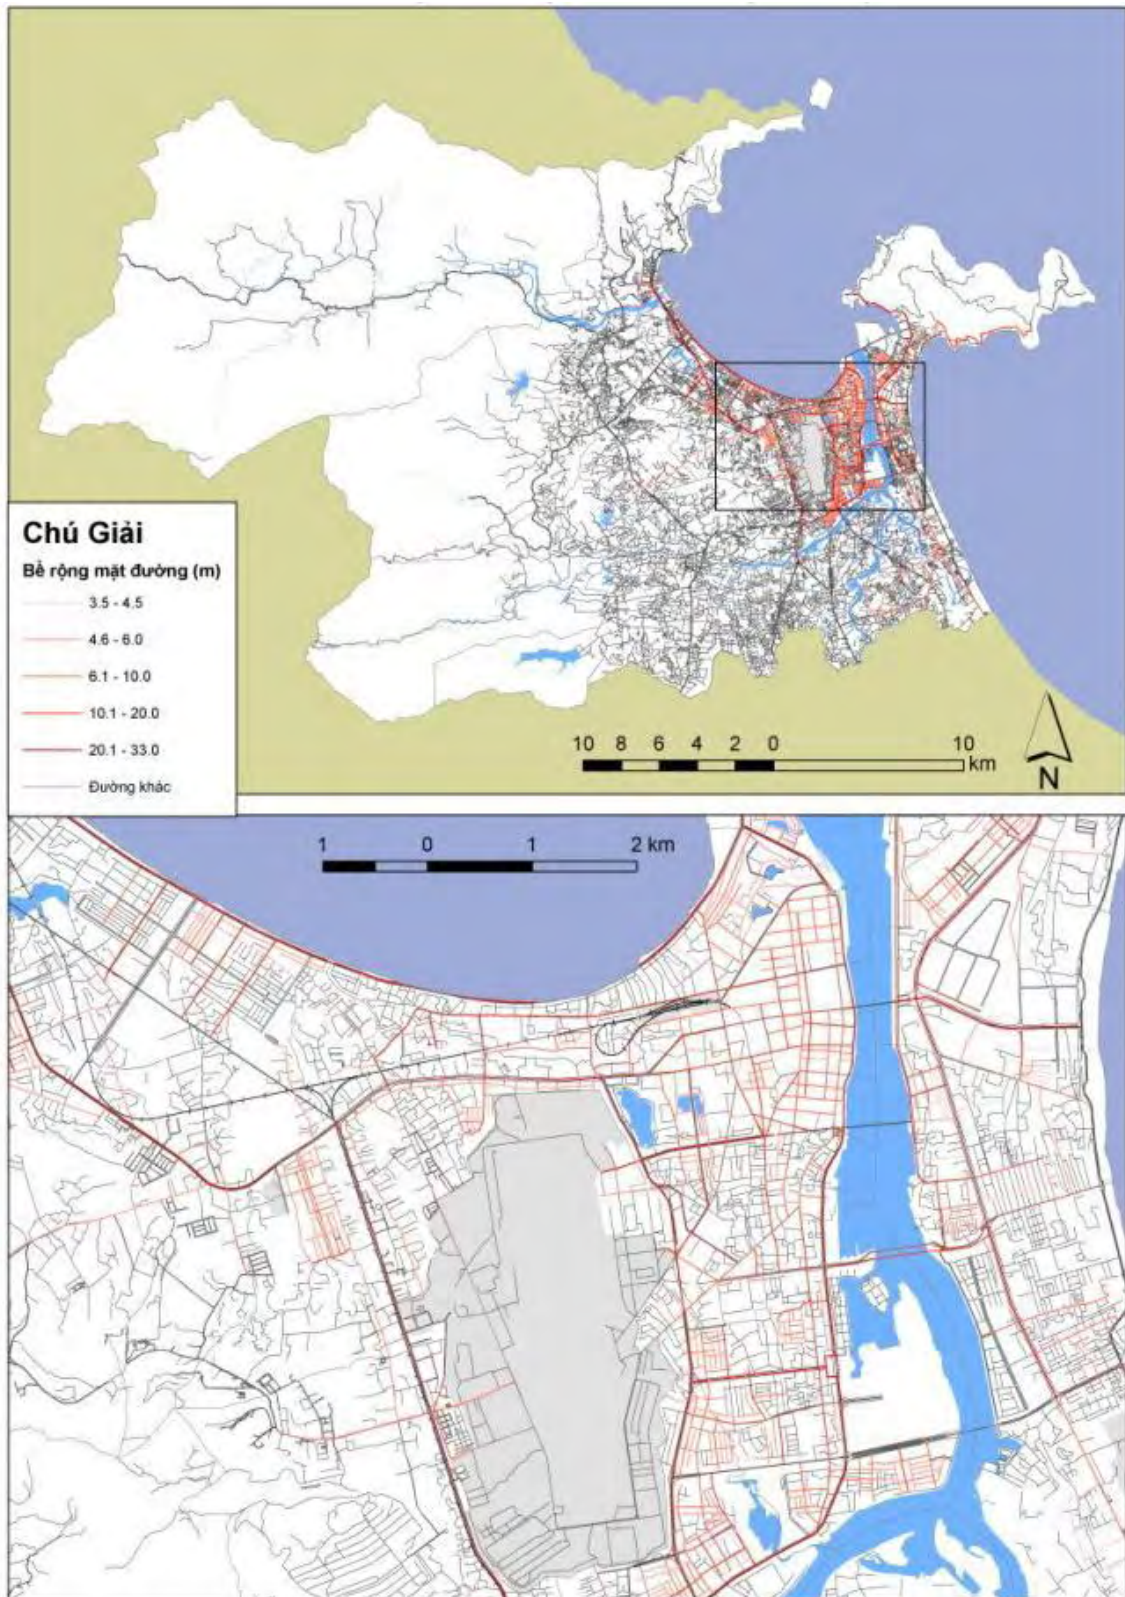 Chú Giải
Bề rộng mặt đường (m)
3.5 - 4.5
4.6 - 6.0
6.1 - 10.0
10.1 - 20.0
20.1 - 33.0
Đường khác
10 8 6 4 2 0 10
km
N
1 0 1 2 km